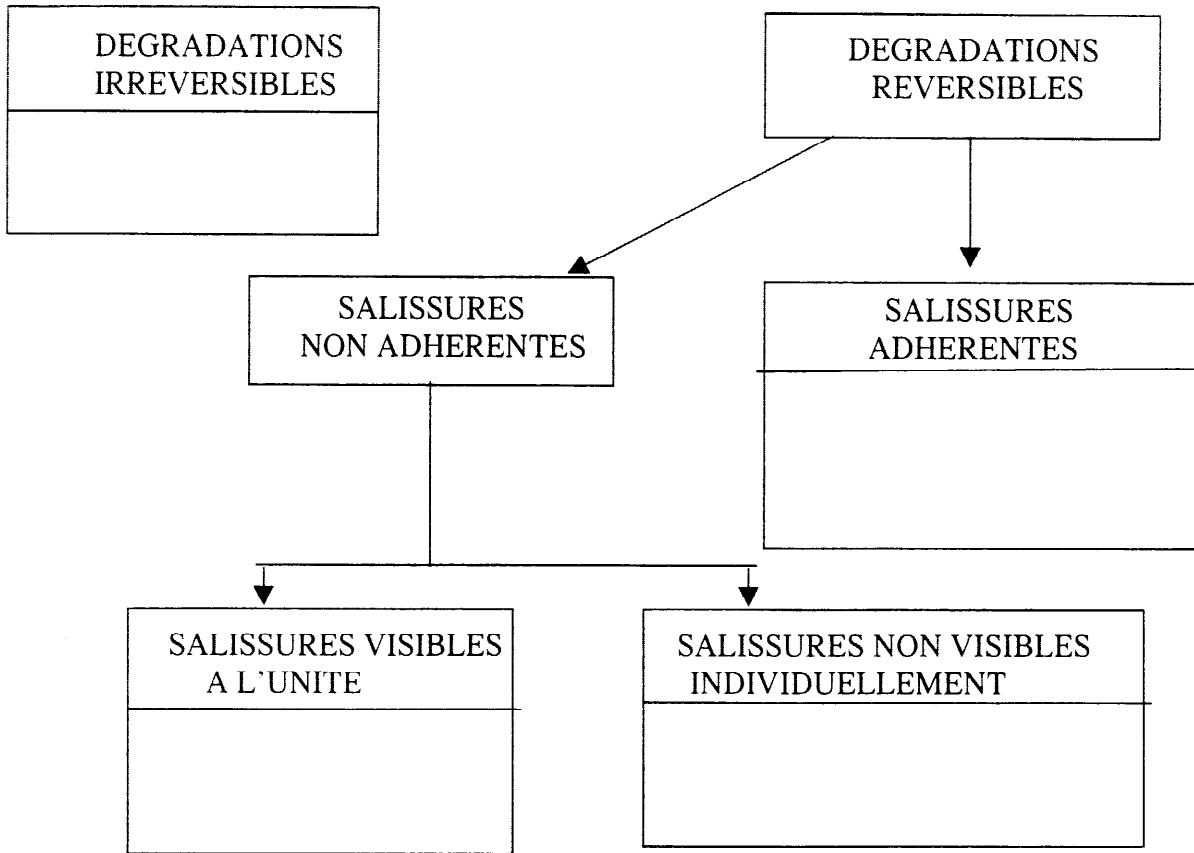 DEGRADATIONS
IRREVERSIBLES
DEGRADATIONS
REVERSIBLES
SALISSURES
NON ADHERENTES
SALISSURES
ADHERENTES
SALISSURES VISIBLES
A L'UNITE
SALISSURES NON VISIBLES
INDIVIDUELLEMENT